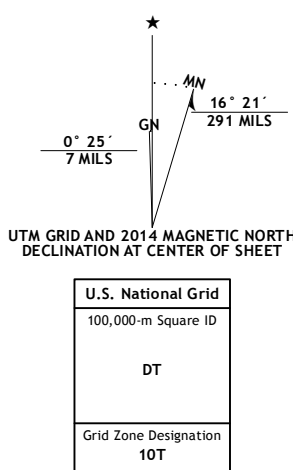 ★
MN
GN
16° 21´
291 MILS
0° 25´
7 MILS
UTM GRID AND 2014 MAGNETIC NORTH
DECLINATION AT CENTER OF SHEET
U.S. National Grid
100,000-m Square ID
DT
Grid Zone Designation
10T